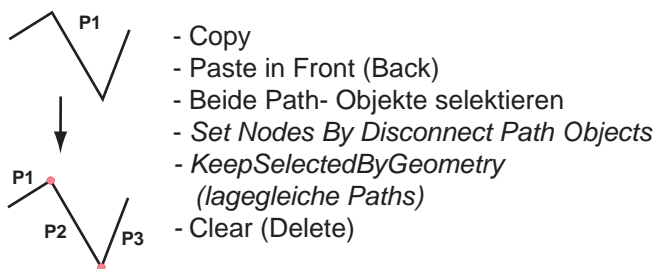 P1
- Copy
- Paste in Front (Back)
- Beide Path- Objekte selektieren
- Set Nodes By Disconnect Path Objects
- KeepSelectedByGeometry
(lagegleiche Paths)
- Clear (Delete)
P1
P2
P3